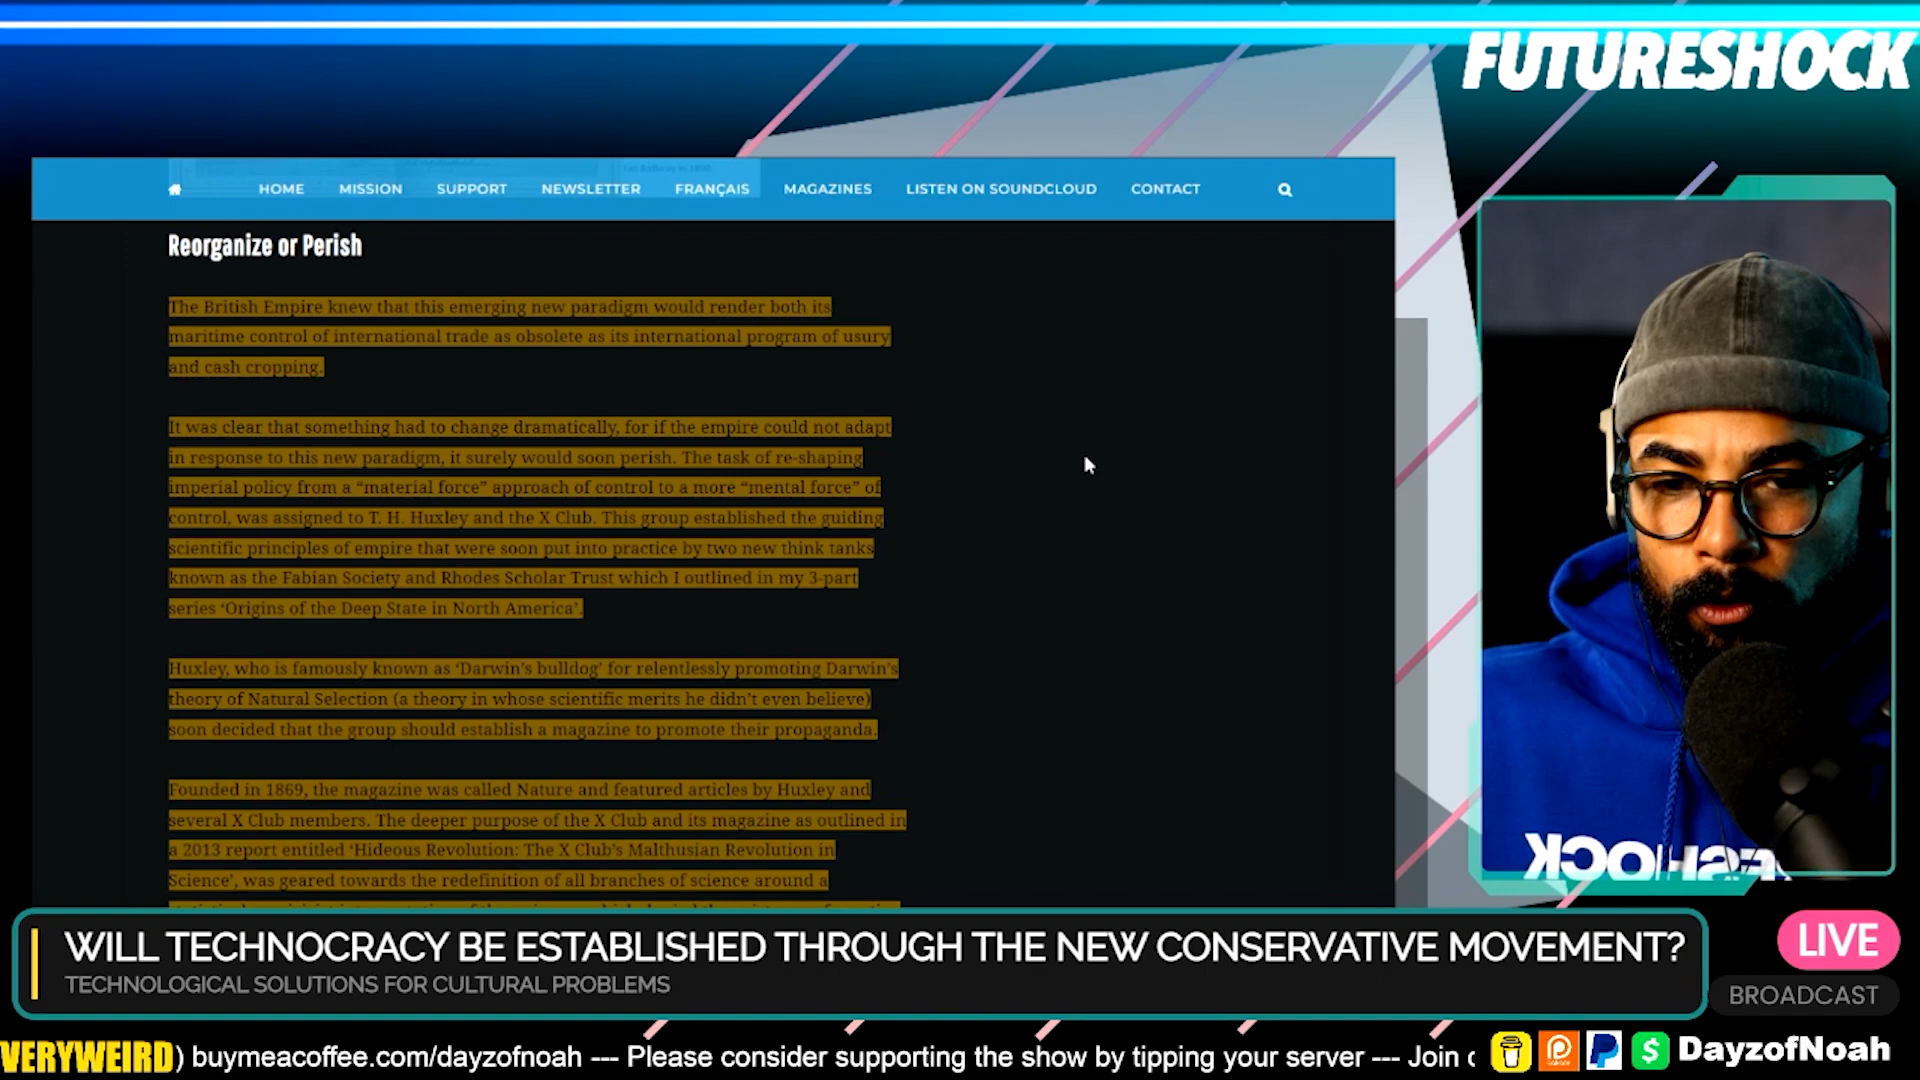 FUTURESHOCK
HOME MISSION SUPPORT NEWSLETTER FRANÇAIS MAGAZINES LISTEN ON SOUNDCLOUD CONTACT
Reorganize or Perish
The British Empire knew that this emerging new paradigm would render both its
maritime control of international trade as obsolete as its international program of usury
and cash cropping.
It was clear that something had to change dramatically, for if the empire could not adapt
in response to this new paradigm, it surely would soon perish. The task of re-shaping
imperial policy from a “material force” approach of control to a more “mental force” of
control, was assigned to T. H. Huxley and the X Club. This group established the guiding
scientific principles of empire that were soon put into practice by two new think tanks
known as the Fabian Society and Rhodes Scholar Trust which I outlined in my 3-part
series ‘Origins of the Deep State in North America’.
Huxley, who is famously known as ‘Darwin’s bulldog’ for relentlessly promoting Darwin’s
theory of Natural Selection (a theory in whose scientific merits he didn’t even believe)
soon decided that the group should establish a magazine to promote their propaganda.
Founded in 1869, the magazine was called Nature and featured articles by Huxley and
several X Club members. The deeper purpose of the X Club and its magazine as outlined in
a 2013 report entitled ‘Hideous Revolution: The X Club’s Malthusian Revolution in
Science’, was geared towards the redefinition of all branches of science around a
WILL TECHNOCRACY BE ESTABLISHED THROUGH THE NEW CONSERVATIVE MOVEMENT?
TECHNOLOGICAL SOLUTIONS FOR CULTURAL PROBLEMS
LIVE
BROADCAST
VERYWEIRD) buymeacoffee.com/dayzofnoah --- Please consider supporting the show by tipping your server --- Join
DayzofNoah